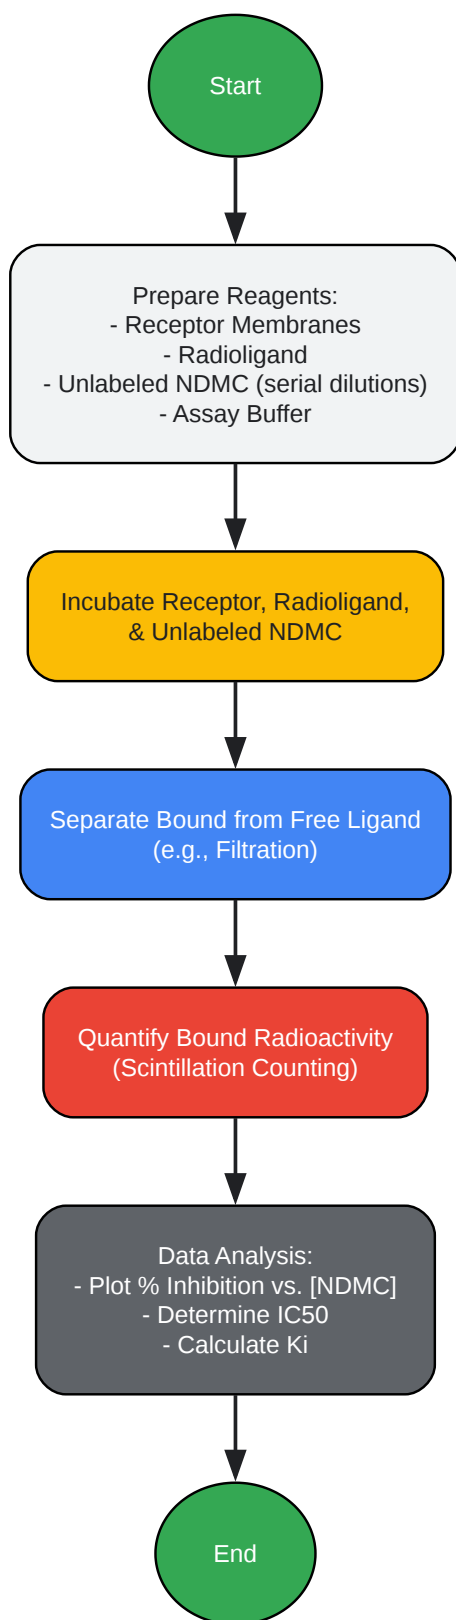 Start
Prepare Reagents:
- Receptor Membranes
- Radioligand
- Unlabeled NDMC (serial dilutions)
- Assay Buffer
Incubate Receptor, Radioligand,
& Unlabeled NDMC
Separate Bound from Free Ligand
(e.g., Filtration)
Quantify Bound Radioactivity
(Scintillation Counting)
Data Analysis:
- Plot % Inhibition vs. [NDMC]
- Determine IC50
- Calculate Ki
End